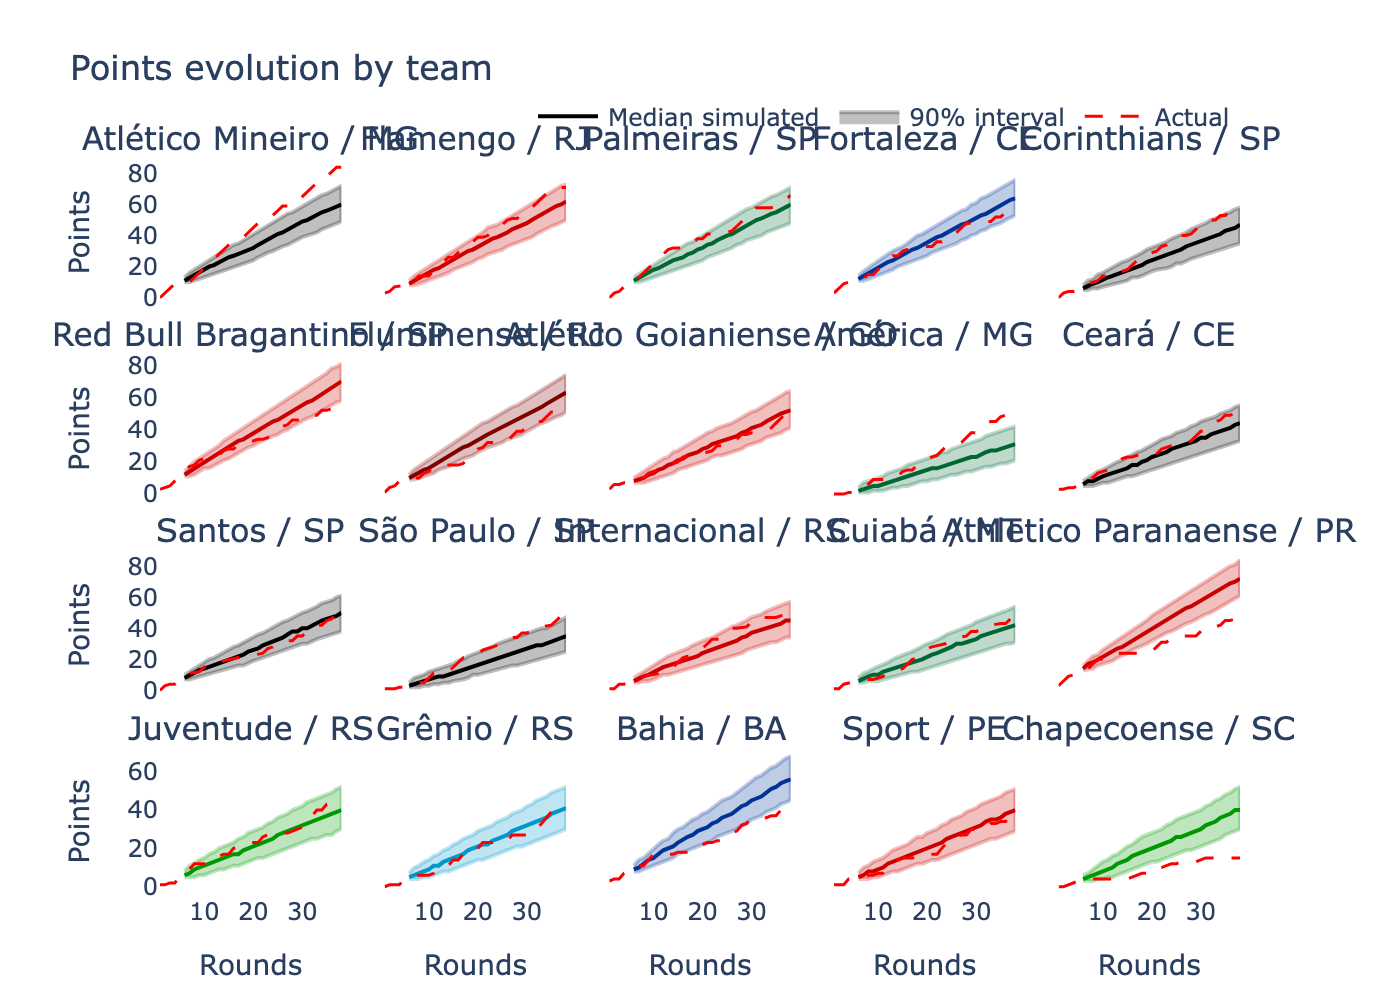 Points evolution by team
Median simulated 90% interval Actual
Atlético Mineiro / MG Flamengo / RJ Palmeiras / SP Fortaleza / CE Corinthians / SP
80
60
40
20
0
Points
Red Bull Bragantino / SP Fluminense / RJ Atlético Goianiense / GO América / MG Ceará / CE
80
60
40
20
0
Points
Santos / SP São Paulo / SP Internacional / RS Cuiabá / MT Athlético Paranaense / PR
80
60
40
20
0
Points
Juventude / RS Grêmio / RS Bahia / BA Sport / PE Chapecoense / SC
60
40
20
0
Points
10 20 30 10 20 30 10 20 30 10 20 30 10 20 30
Rounds Rounds Rounds Rounds Rounds